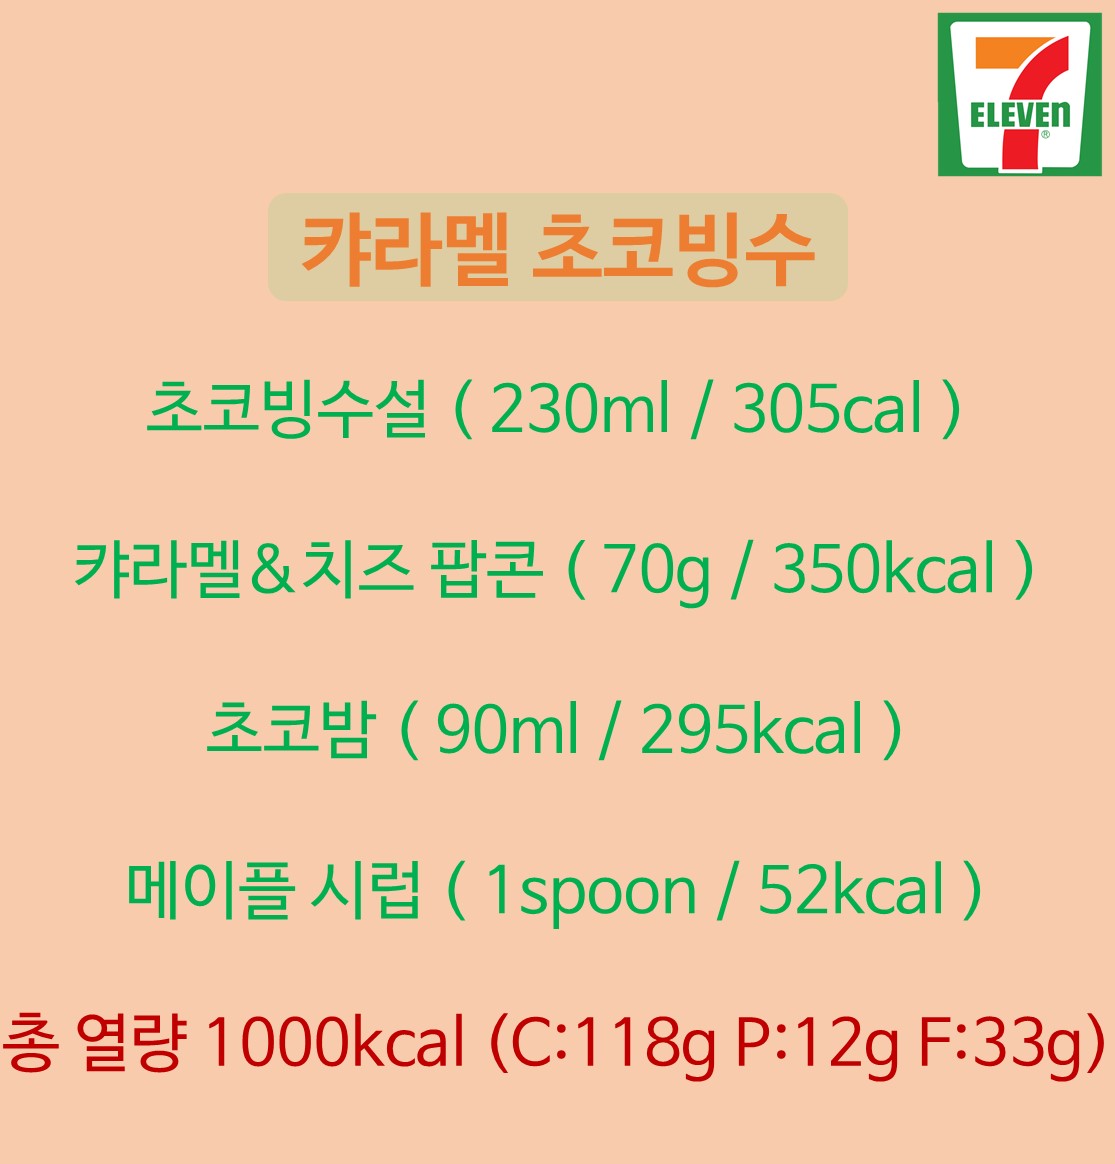 7
ELEVEn
®
캬라멜 초코빙수
초코빙수설 ( 230ml / 305cal )
캬라멜&치즈 팝콘 ( 70g / 350kcal )
초코밤 ( 90ml / 295kcal )
메이플 시럽 ( 1spoon / 52kcal )
총 열량 1000kcal (C:118g P:12g F:33g)